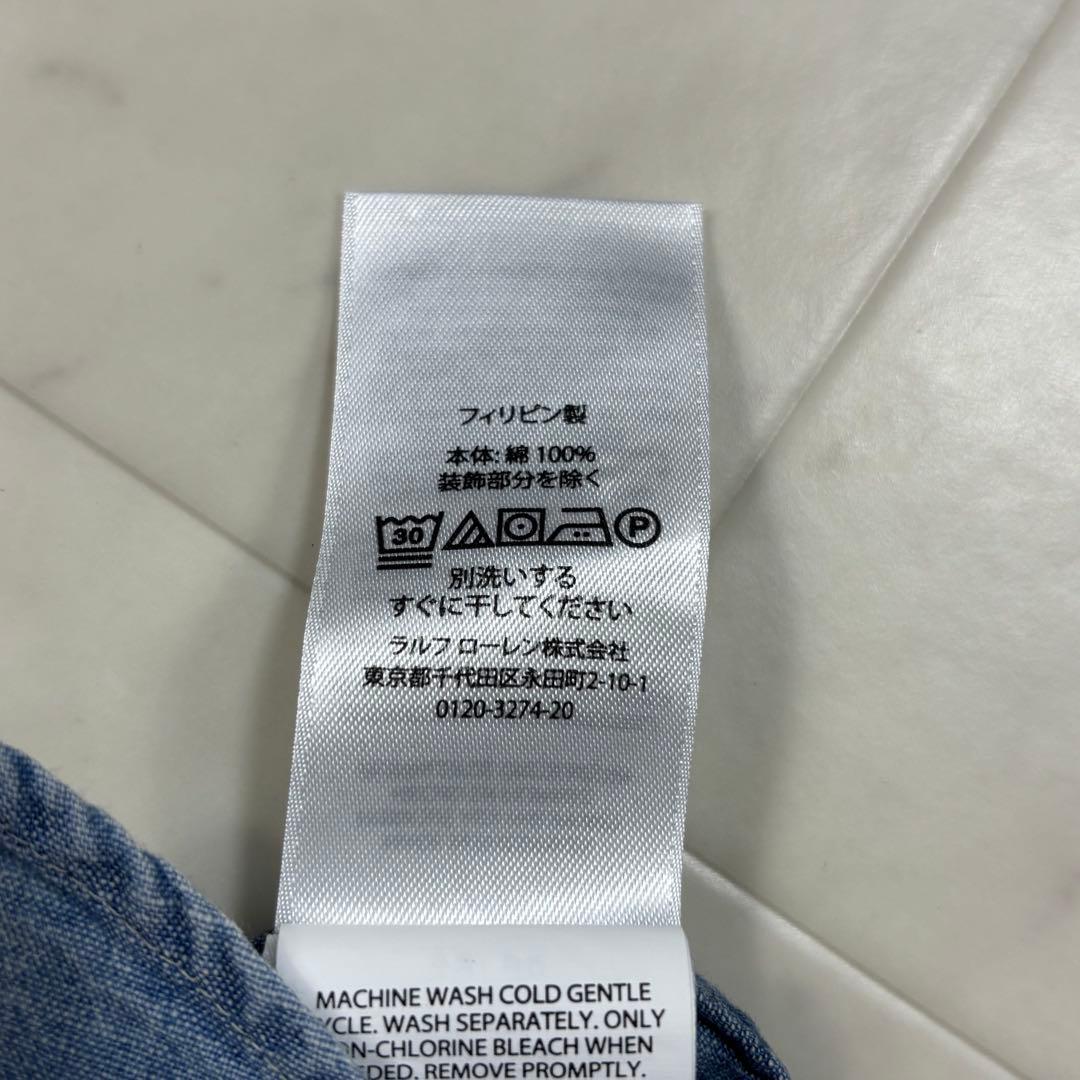 フィリピン製
本体: 綿 100%
装飾部分を除く
30 P
別洗いする
すぐに干してください
ラルフ ローレン株式会社
東京都千代田区永田町2-10-1
0120-3274-20
MACHINE WASH COLD GENTLE
YCLE. WASH SEPARATELY. ONLY
ON-CHLORINE BLEACH WHEN
EDED. REMOVE PROMPTLY.